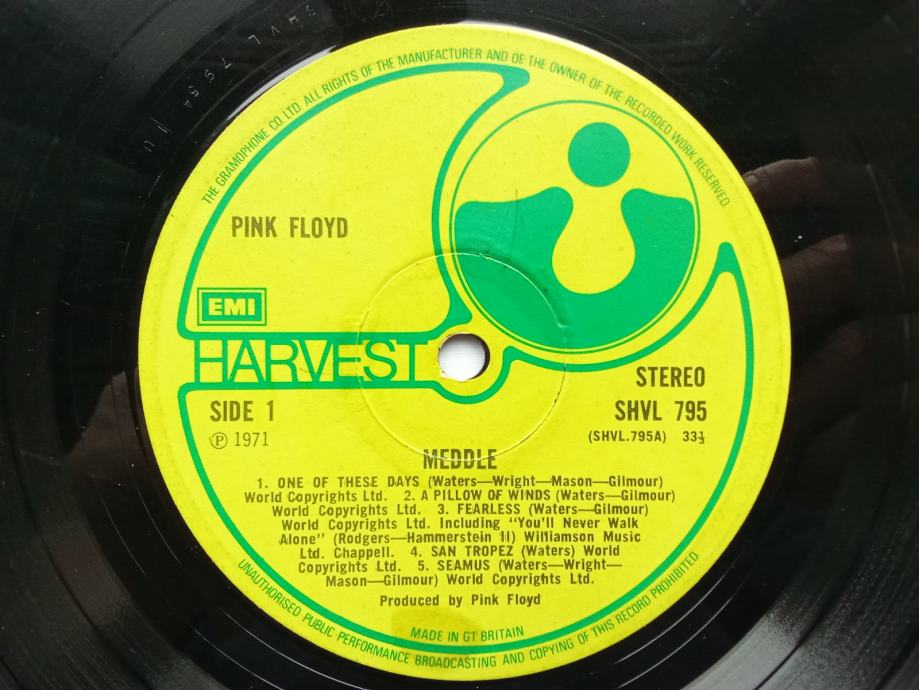 SHVL 795A 1U
THE GRAMOPHONE CO LTD. ALL RIGHTS OF THE MANUFACTURER AND OF THE OWNER OF THE RECORDED WORK RESERVED
PINK FLOYD
EMI
HARVEST
STEREO
SIDE 1
SHVL 795
Ⓟ 1971
(SHVL.795A) 33⅓
MEDDLE
1. ONE OF THESE DAYS (Waters—Wright—Mason—Gilmour)
World Copyrights Ltd. 2. A PILLOW OF WINDS (Waters—Gilmour)
World Copyrights Ltd. 3. FEARLESS (Waters—Gilmour)
World Copyrights Ltd. Including "You'll Never Walk
Alone" (Rodgers—Hammerstein II) Williamson Music
Ltd. Chappell. 4. SAN TROPEZ (Waters) World
Copyrights Ltd. 5. SEAMUS (Waters—Wright—
Mason—Gilmour) World Copyrights Ltd.
Produced by Pink Floyd
MADE IN GT. BRITAIN
UNAUTHORISED PUBLIC PERFORMANCE BROADCASTING AND COPYING OF THIS RECORD PROHIBITED